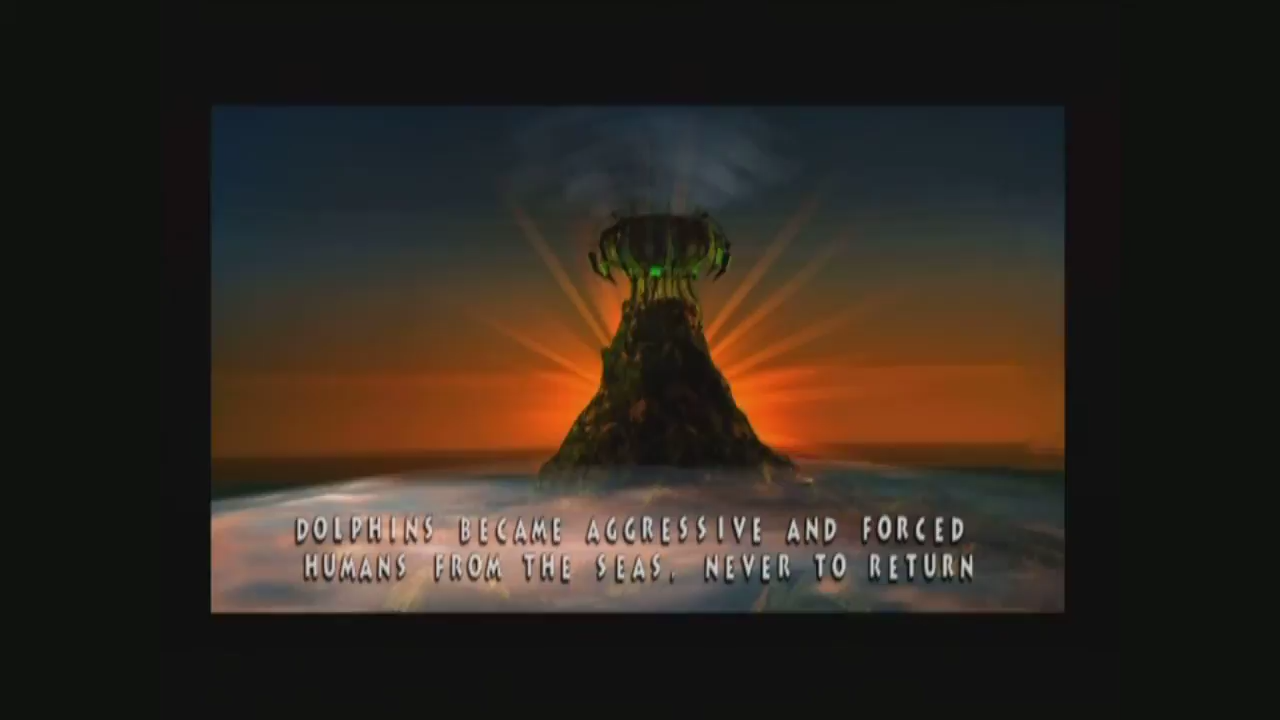 DOLPHINS BECAME AGGRESSIVE AND FORCED
HUMANS FROM THE SEAS, NEVER TO RETURN